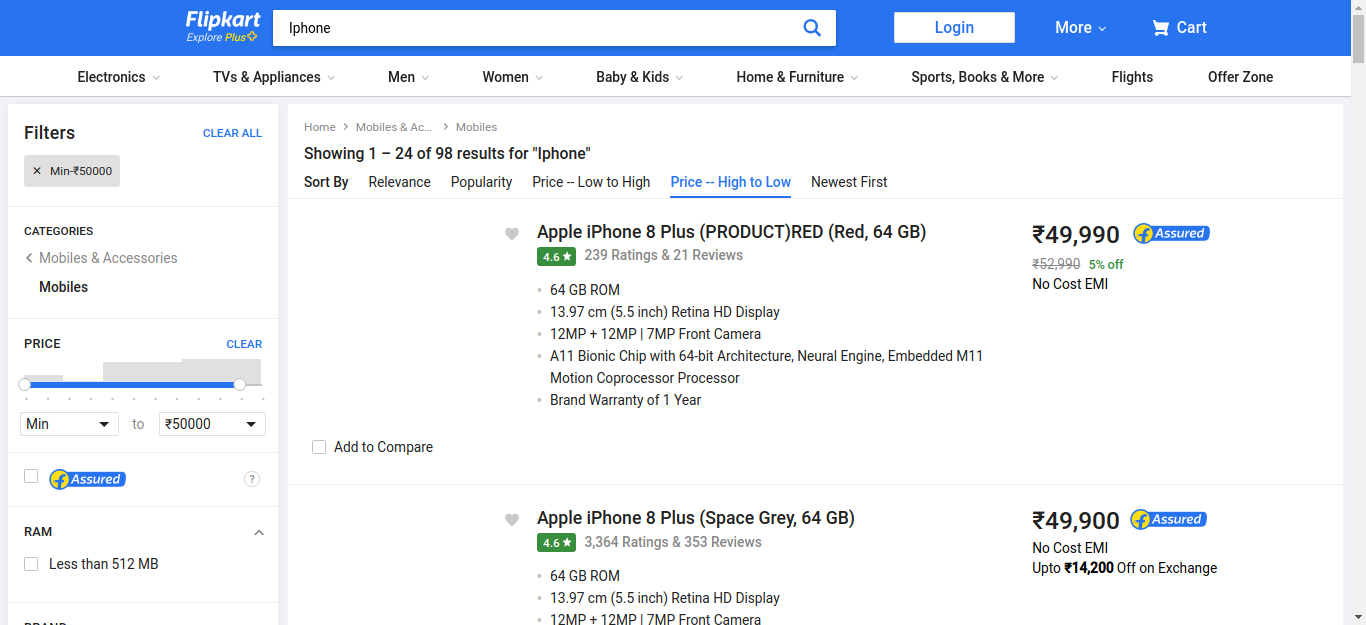 Flipkart
Explore Plus
Iphone
Login
More
Cart
Electronics
TVs & Appliances
Men
Women
Baby & Kids
Home & Furniture
Sports, Books & More
Flights
Offer Zone
Filters
CLEAR ALL
✕ Min-₹50000
CATEGORIES
Mobiles & Accessories
Mobiles
PRICE
CLEAR
Min
to
₹50000
Assured
?
RAM
Less than 512 MB
BRAND
Home > Mobiles & Ac... > Mobiles
Showing 1 – 24 of 98 results for "Iphone"
Sort By
Relevance
Popularity
Price -- Low to High
Price -- High to Low
Newest First
Apple iPhone 8 Plus (PRODUCT)RED (Red, 64 GB)
4.6 ★ 239 Ratings & 21 Reviews
64 GB ROM
13.97 cm (5.5 inch) Retina HD Display
12MP + 12MP | 7MP Front Camera
A11 Bionic Chip with 64-bit Architecture, Neural Engine, Embedded M11
Motion Coprocessor Processor
Brand Warranty of 1 Year
Add to Compare
₹49,990
Assured
₹52,990 5% off
No Cost EMI
Apple iPhone 8 Plus (Space Grey, 64 GB)
4.6 ★ 3,364 Ratings & 353 Reviews
64 GB ROM
13.97 cm (5.5 inch) Retina HD Display
12MP + 12MP | 7MP Front Camera
₹49,900
Assured
No Cost EMI
Upto ₹14,200 Off on Exchange